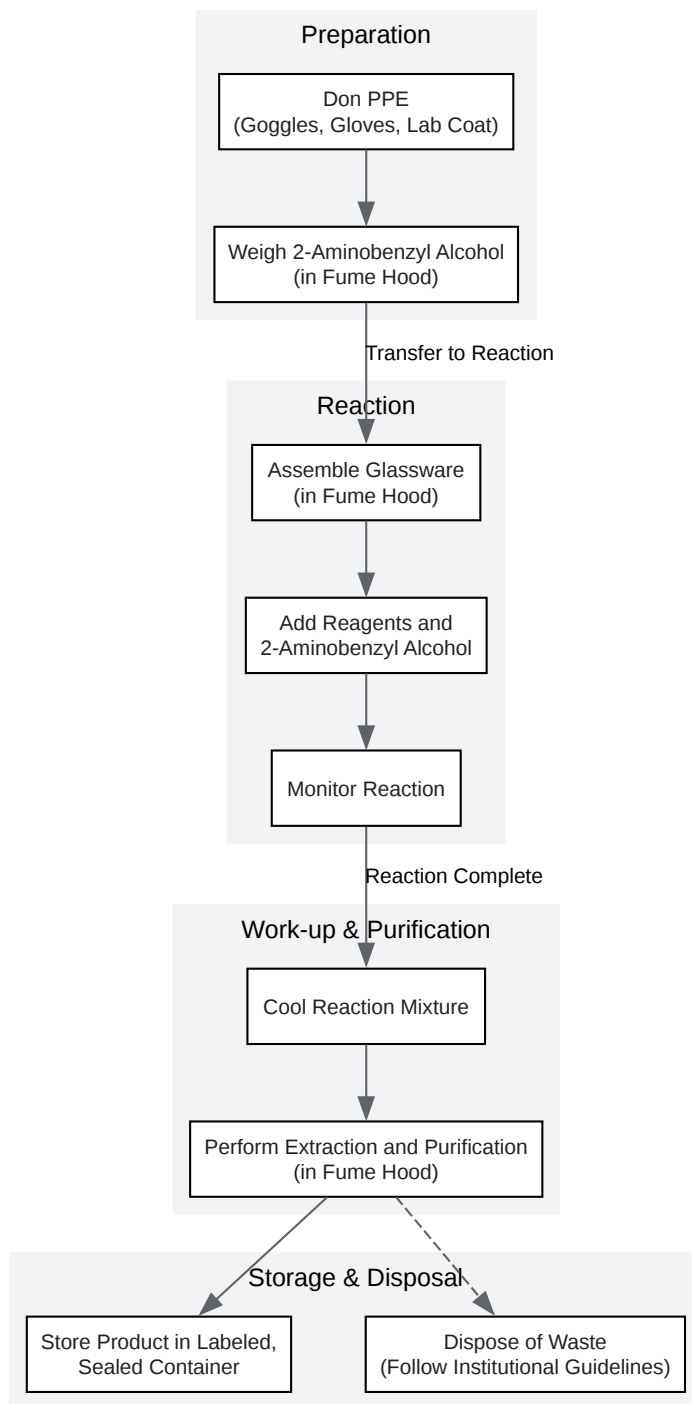 Preparation
Don PPE
(Goggles, Gloves, Lab Coat)
Weigh 2-Aminobenzyl Alcohol
(in Fume Hood)
Transfer to Reaction
Reaction
Assemble Glassware
(in Fume Hood)
Add Reagents and
2-Aminobenzyl Alcohol
Monitor Reaction
Reaction Complete
Work-up & Purification
Cool Reaction Mixture
Perform Extraction and Purification
(in Fume Hood)
Storage & Disposal
Store Product in Labeled,
Sealed Container
Dispose of Waste
(Follow Institutional Guidelines)